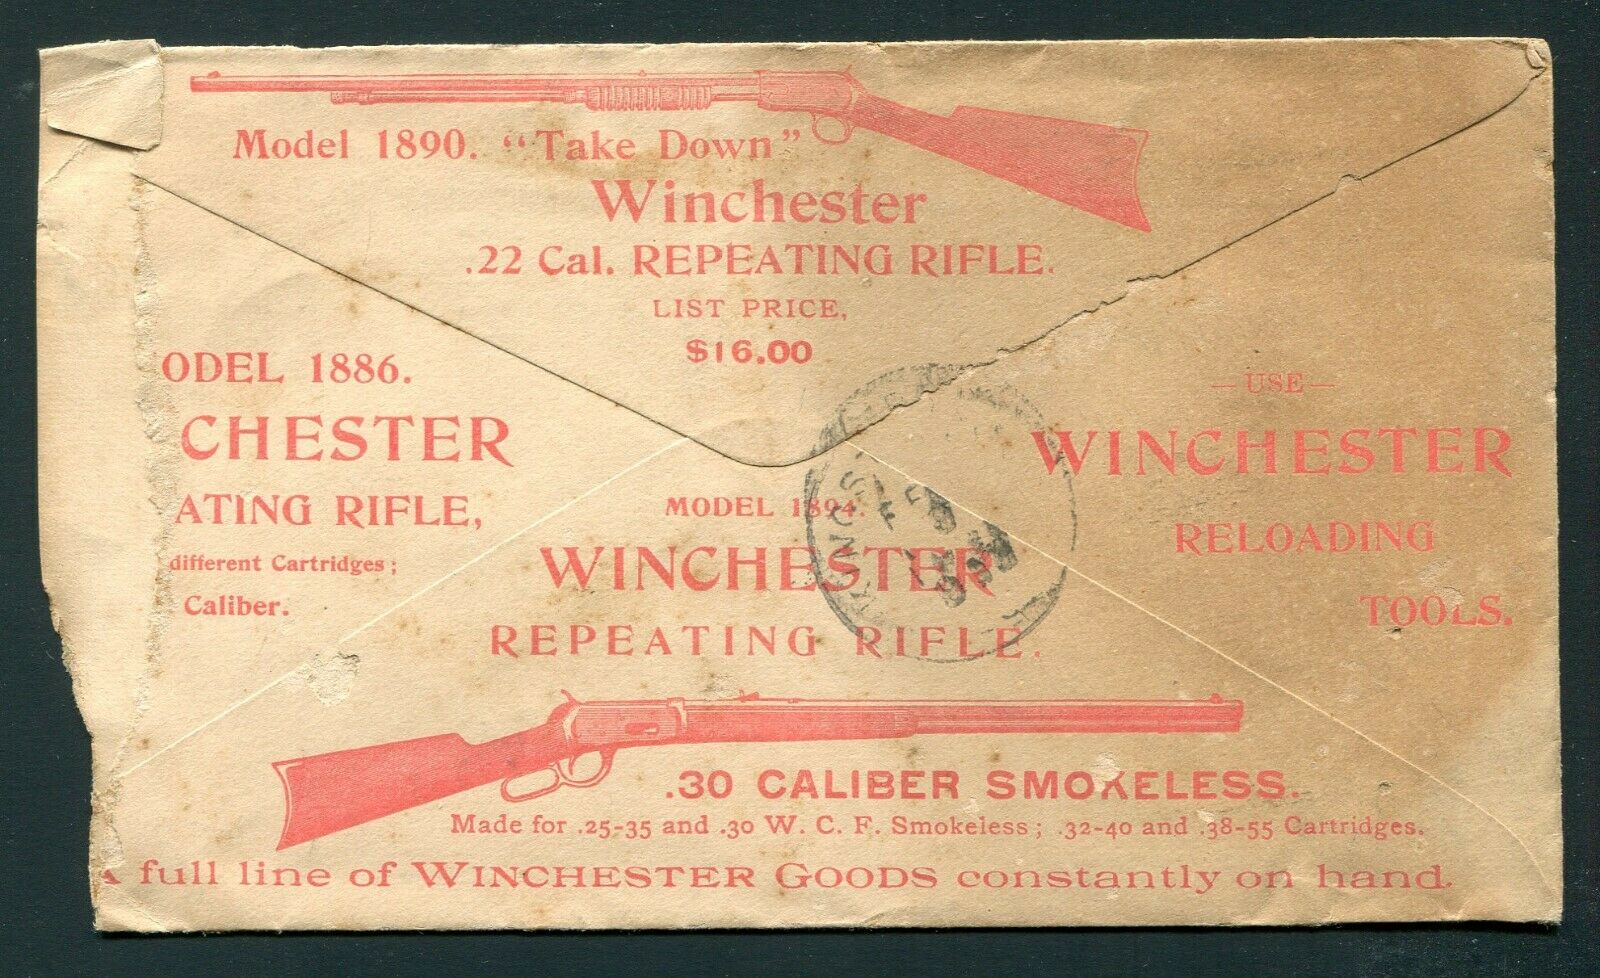 Model 1890. "Take Down"
Winchester
.22 Cal. REPEATING RIFLE.
LIST PRICE,
$16.00
ODEL 1886.
CHESTER
ATING RIFLE,
different Cartridges;
Caliber.
— USE —
WINCHESTER
RELOADING
TOOLS.
MODEL 1894.
WINCHESTER
REPEATING RIFLE.
.30 CALIBER SMOKELESS.
Made for .25-35 and .30 W. C. F. Smokeless; .32-40 and .38-55 Cartridges.
full line of WINCHESTER GOODS constantly on hand.